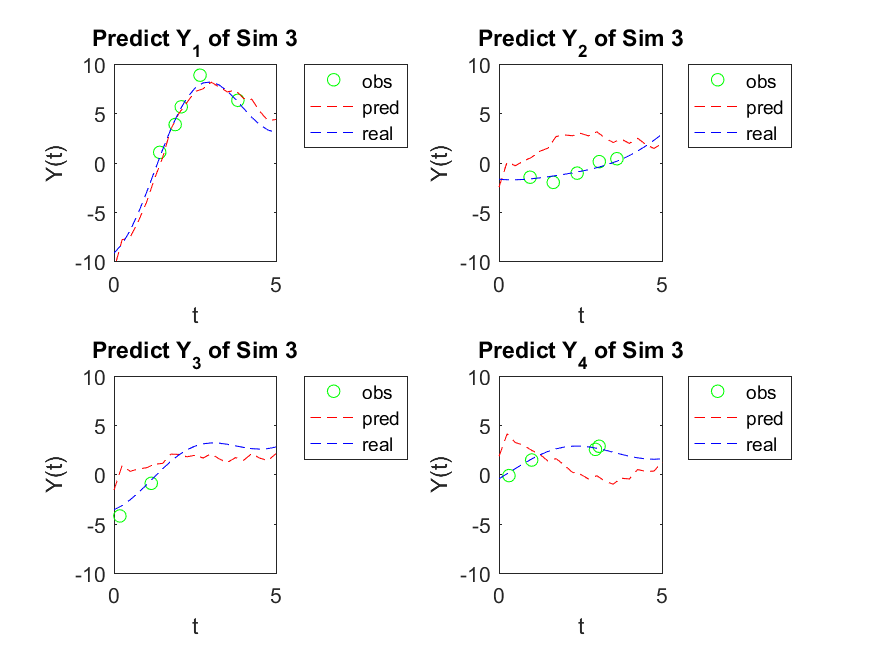 Predict Y1 of Sim 3
10
5
0
-5
-10
Y(t)
0
5
t
obs
pred
real
Predict Y2 of Sim 3
10
5
0
-5
-10
Y(t)
0
5
t
obs
pred
real
Predict Y3 of Sim 3
10
5
0
-5
-10
Y(t)
0
5
t
obs
pred
real
Predict Y4 of Sim 3
10
5
0
-5
-10
Y(t)
0
5
t
obs
pred
real